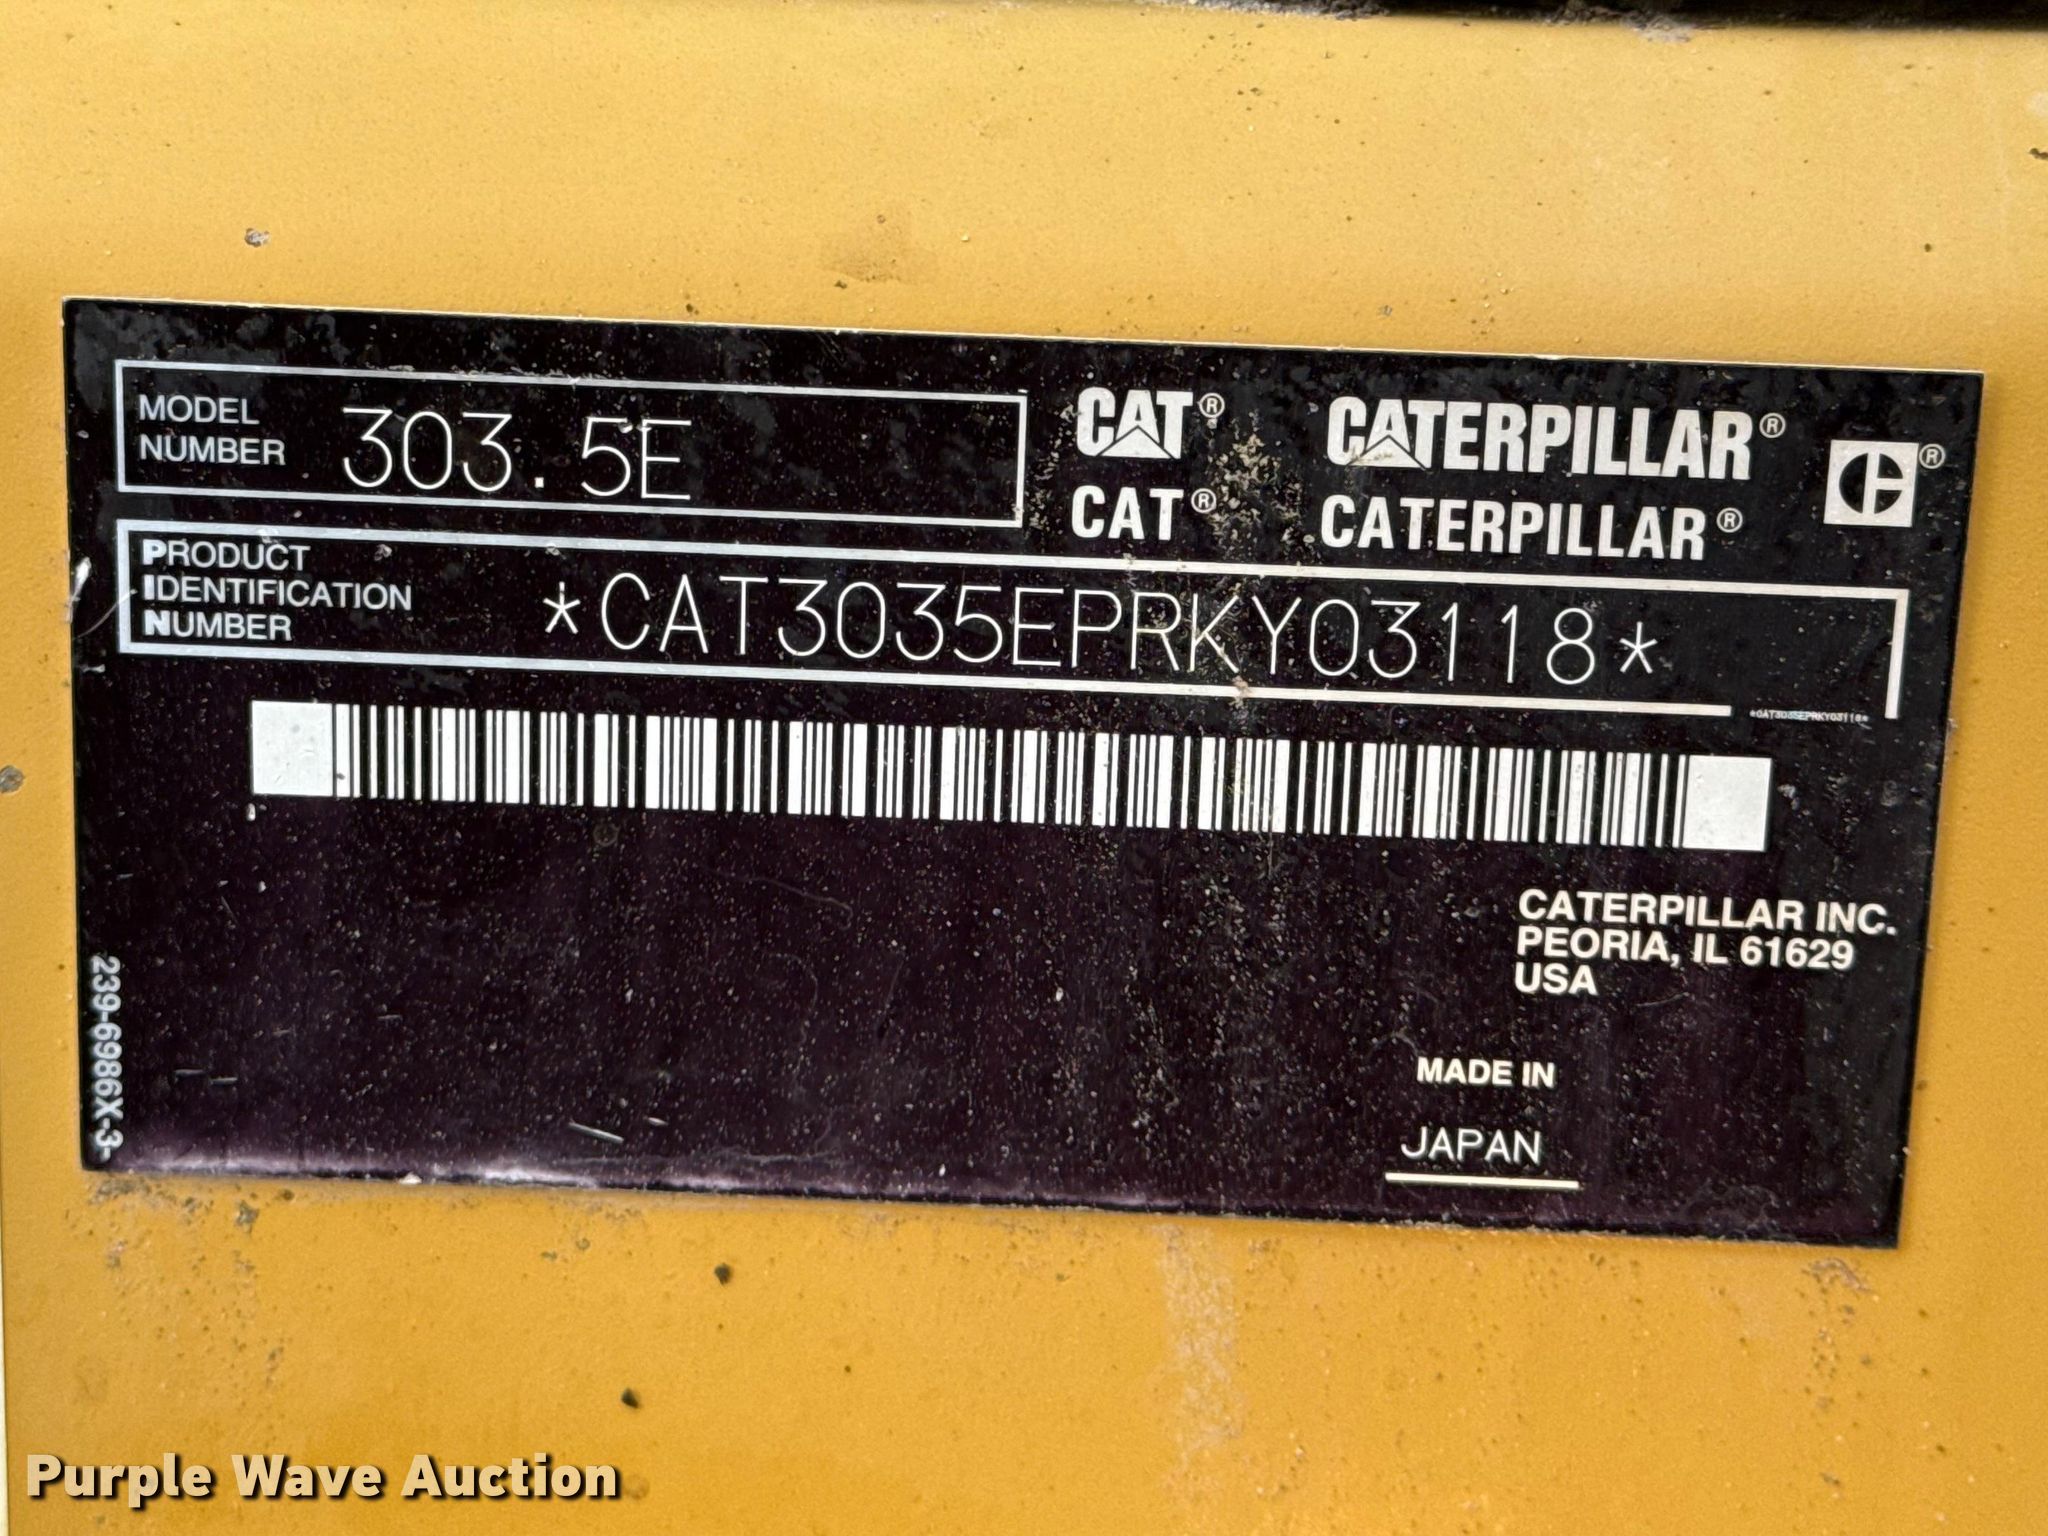 MODEL
NUMBER
303.5E
CAT® CATERPILLAR® ®
CAT® CATERPILLAR®
PRODUCT
IDENTIFICATION
NUMBER
*CAT3035EPRKY03118*
*CAT3035EPRKY03118*
CATERPILLAR INC.
PEORIA, IL 61629
USA
MADE IN
JAPAN
239-6986X-3-
Purple Wave Auction